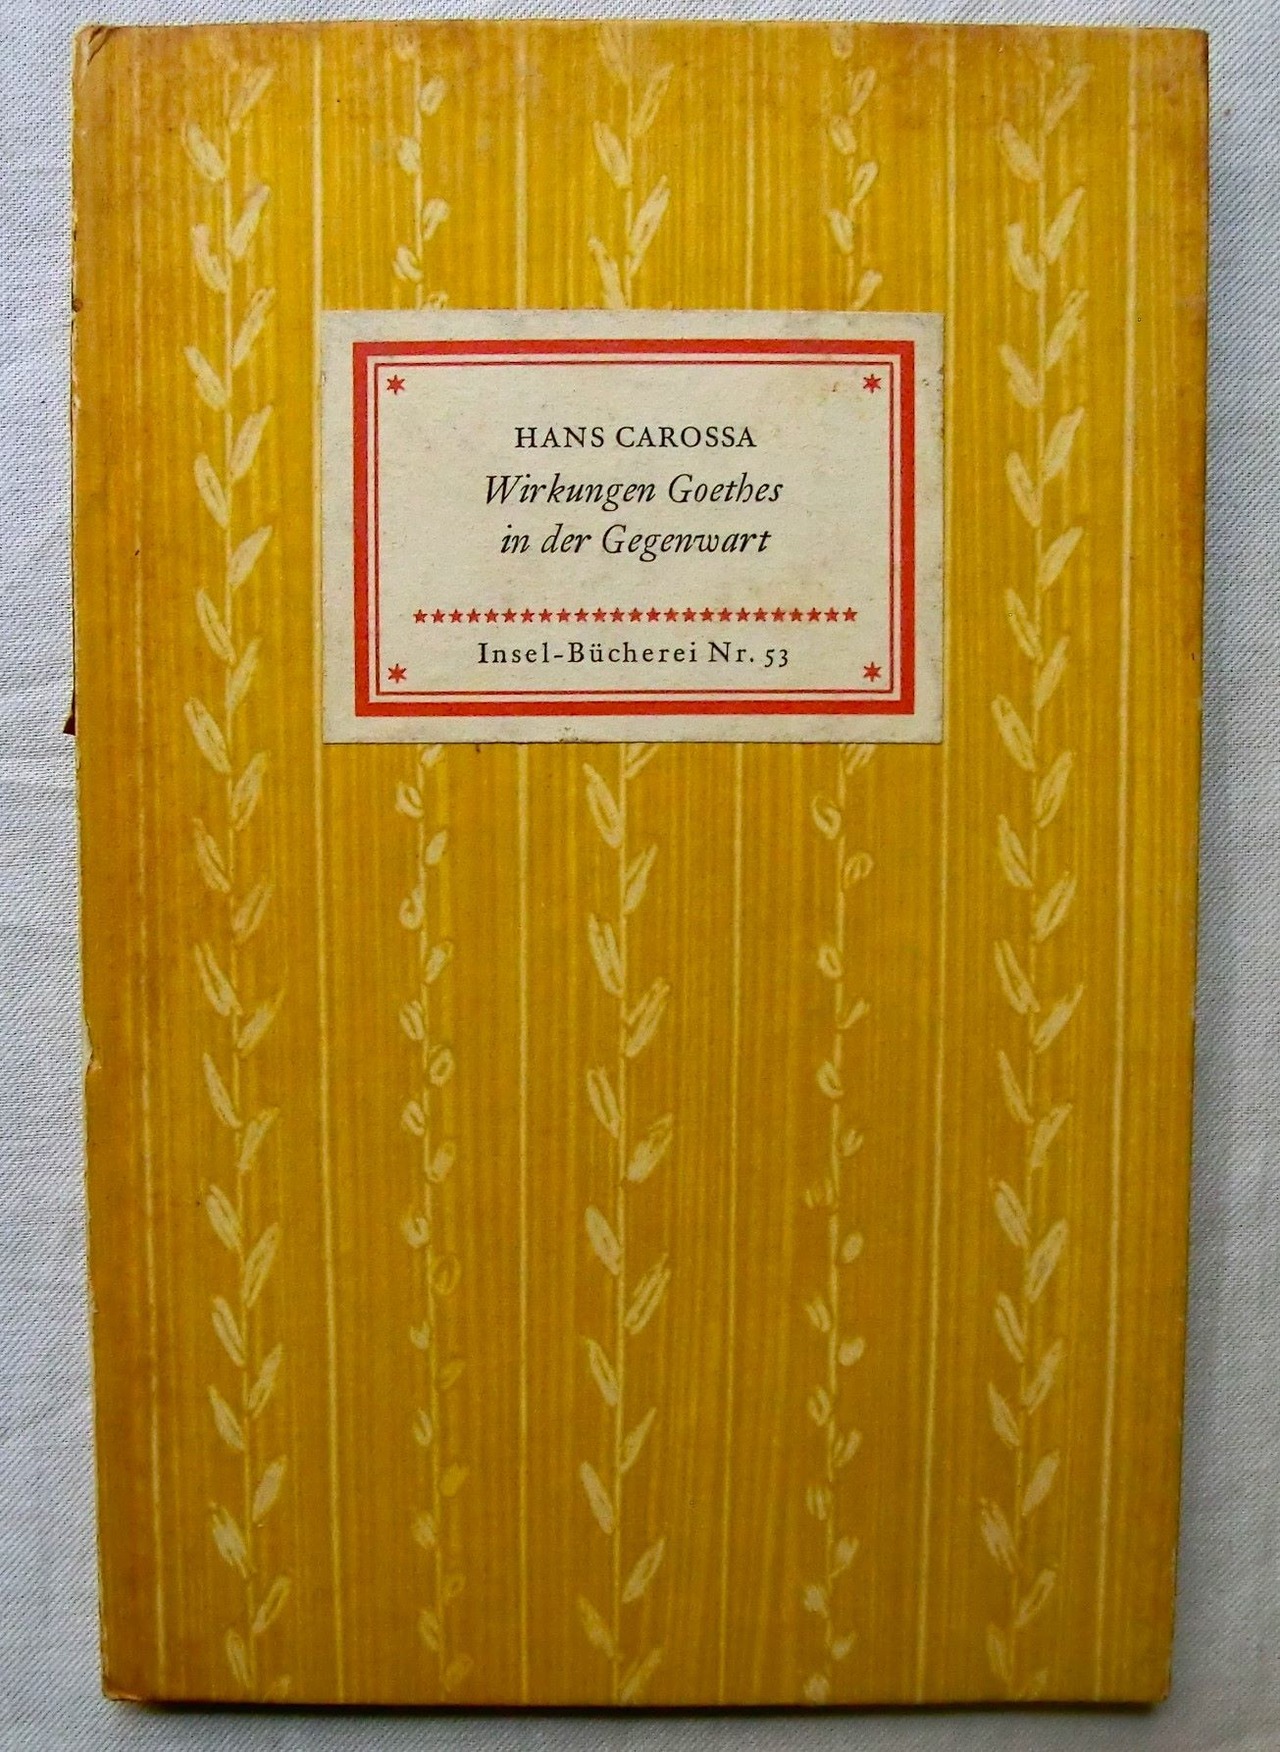 HANS CAROSSA
Wirkungen Goethes
in der Gegenwart
Insel-Bücherei Nr. 53